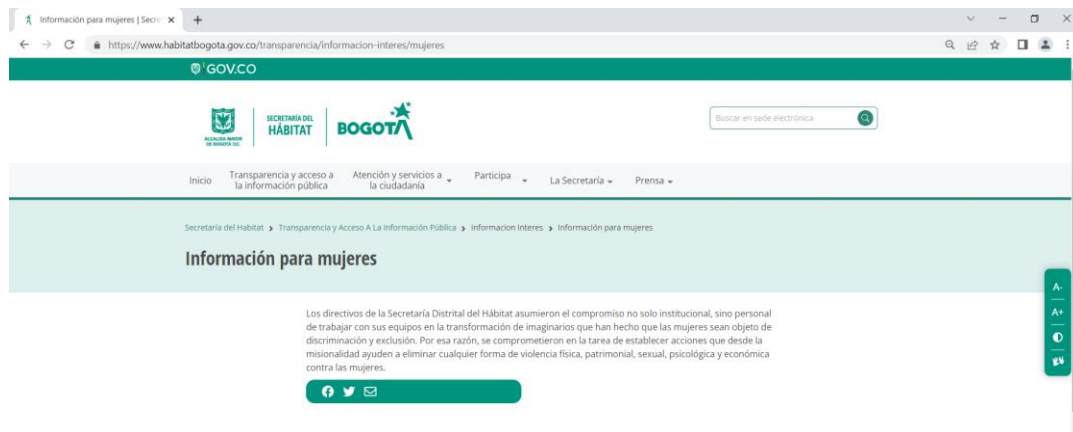 Información para mujeres | Secre
https://www.habitatbogota.gov.co/transparencia/informacion-interes/mujeres
GOV.CO
ALCALDÍA MAYOR
DE BOGOTÁ D.C.
SECRETARÍA DEL
HÁBITAT
BOGOTÁ
Buscar en sede electrónica
Inicio
Transparencia y acceso a
la información pública
Atención y servicios a
la ciudadanía
Participa
La Secretaría
Prensa
Secretaría del Habitat > Transparencia y Acceso A La Información Pública > Informacion Interes > Información para mujeres
Información para mujeres
Los directivos de la Secretaría Distrital del Hábitat asumieron el compromiso no solo institucional, sino personal
de trabajar con sus equipos en la transformación de imaginarios que han hecho que las mujeres sean objeto de
discriminación y exclusión. Por esa razón, se comprometieron en la tarea de establecer acciones que desde la
misionalidad ayuden a eliminar cualquier forma de violencia física, patrimonial, sexual, psicológica y económica
contra las mujeres.
A-
A+